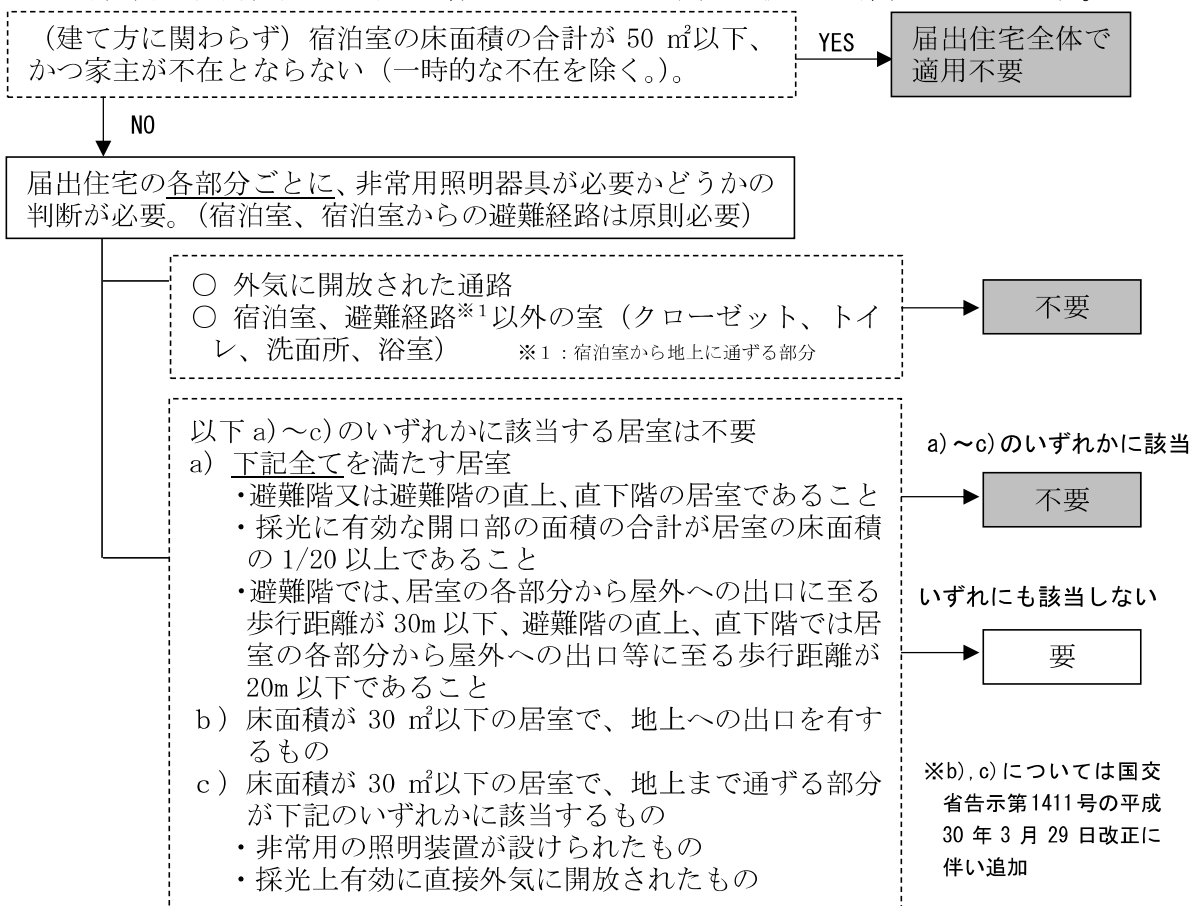 （建て方に関わらず）宿泊室の床面積の合計が 50 ㎡以下、
かつ家主が不在とならない（一時的な不在を除く。）。
YES
届出住宅全体で
適用不要
NO
届出住宅の各部分ごとに、非常用照明器具が必要かどうかの
判断が必要。（宿泊室、宿泊室からの避難経路は原則必要）
○ 外気に開放された通路
○ 宿泊室、避難経路※1以外の室（クローゼット、トイ
レ、洗面所、浴室） ※１：宿泊室から地上に通ずる部分
不要
以下 a)～c)のいずれかに該当する居室は不要
a) 下記全てを満たす居室
・避難階又は避難階の直上、直下階の居室であること
・採光に有効な開口部の面積の合計が居室の床面積
の 1/20 以上であること
・避難階では、居室の各部分から屋外への出口に至る
歩行距離が 30m 以下、避難階の直上、直下階では居
室の各部分から屋外への出口等に至る歩行距離が
20m 以下であること
ｂ）床面積が 30 ㎡以下の居室で、地上への出口を有す
るもの
ｃ）床面積が 30 ㎡以下の居室で、地上まで通ずる部分
が下記のいずれかに該当するもの
・非常用の照明装置が設けられたもの
・採光上有効に直接外気に開放されたもの
a)～c)のいずれかに該当
不要
いずれにも該当しない
要
※b),c)については国交
省告示第1411号の平成
30 年 3 月 29 日改正に
伴い追加